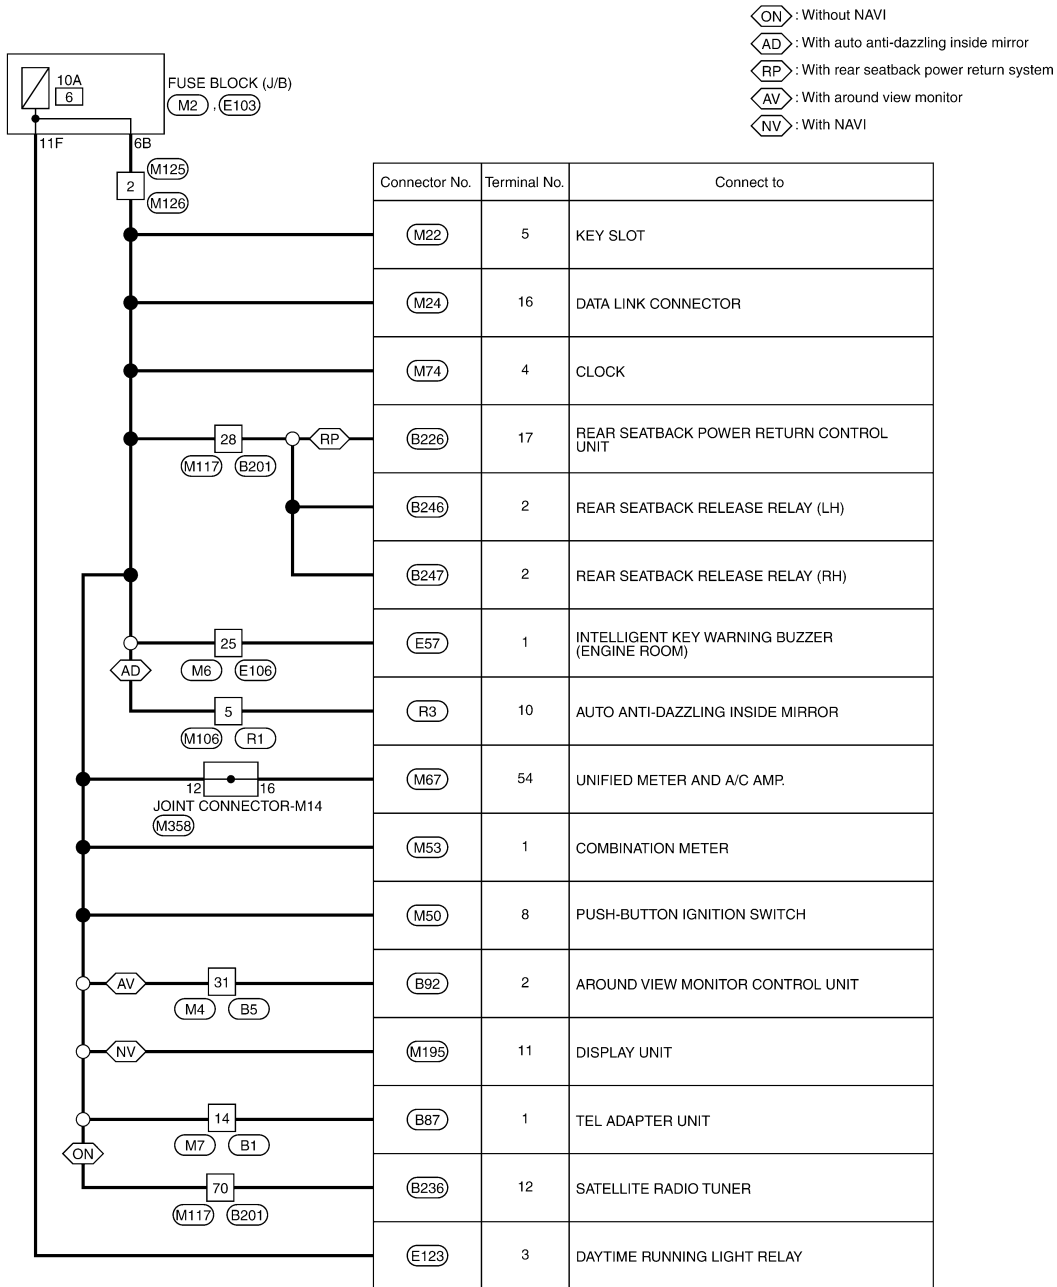 ON : Without NAVI
AD : With auto anti-dazzling inside mirror
RP : With rear seatback power return system
AV : With around view monitor
NV : With NAVI
10A
6
FUSE BLOCK (J/B)
M2 , E103
11F
6B
2
M125
M126
Connector No. Terminal No. Connect to
M22 5 KEY SLOT
M24 16 DATA LINK CONNECTOR
M74 4 CLOCK
28
M117 B201
RP
B226 17 REAR SEATBACK POWER RETURN CONTROL
UNIT
B246 2 REAR SEATBACK RELEASE RELAY (LH)
B247 2 REAR SEATBACK RELEASE RELAY (RH)
25
M6 E106
E57 1 INTELLIGENT KEY WARNING BUZZER
(ENGINE ROOM)
AD
5
M106 R1
R3 10 AUTO ANTI-DAZZLING INSIDE MIRROR
12 16
JOINT CONNECTOR-M14
M358
M67 54 UNIFIED METER AND A/C AMP.
M53 1 COMBINATION METER
M50 8 PUSH-BUTTON IGNITION SWITCH
AV 31
M4 B5
B92 2 AROUND VIEW MONITOR CONTROL UNIT
NV
M195 11 DISPLAY UNIT
14
M7 B1
B87 1 TEL ADAPTER UNIT
ON
70
M117 B201
B236 12 SATELLITE RADIO TUNER
E123 3 DAYTIME RUNNING LIGHT RELAY